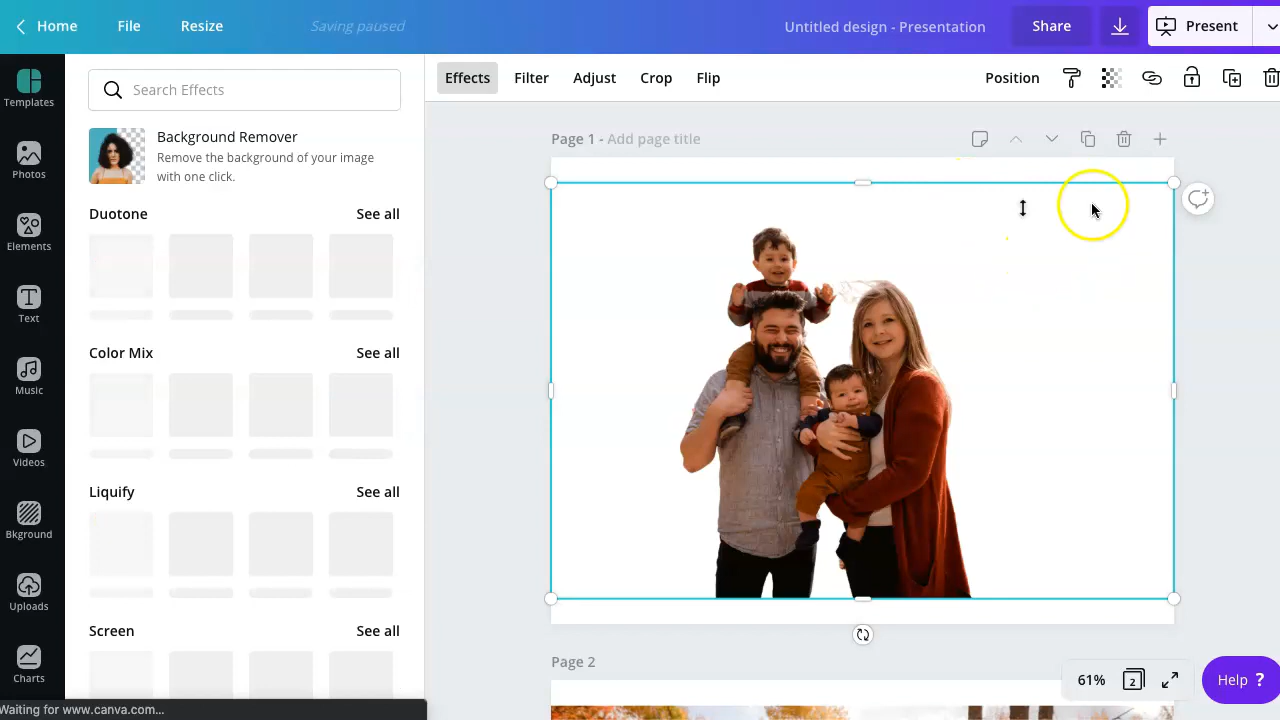 Home File Resize Saving paused Untitled design - Presentation Share Present
Effects Filter Adjust Crop Flip Position
Templates
Photos
Elements
Text
Music
Videos
Bkground
Uploads
Charts
Search Effects
Background Remover
Remove the background of your image
with one click.
Duotone See all
Color Mix See all
Liquify See all
Screen See all
Page 1 - Add page title
Page 2
61% 2 Help ?
Waiting for www.canva.com...